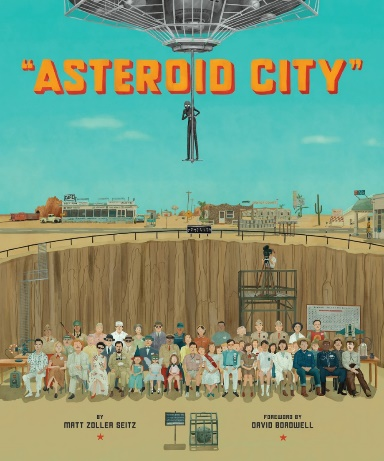 "ASTEROID CITY"
BY
MATT ZOLLER SEITZ
FOREWORD BY
DAVID BORDWELL